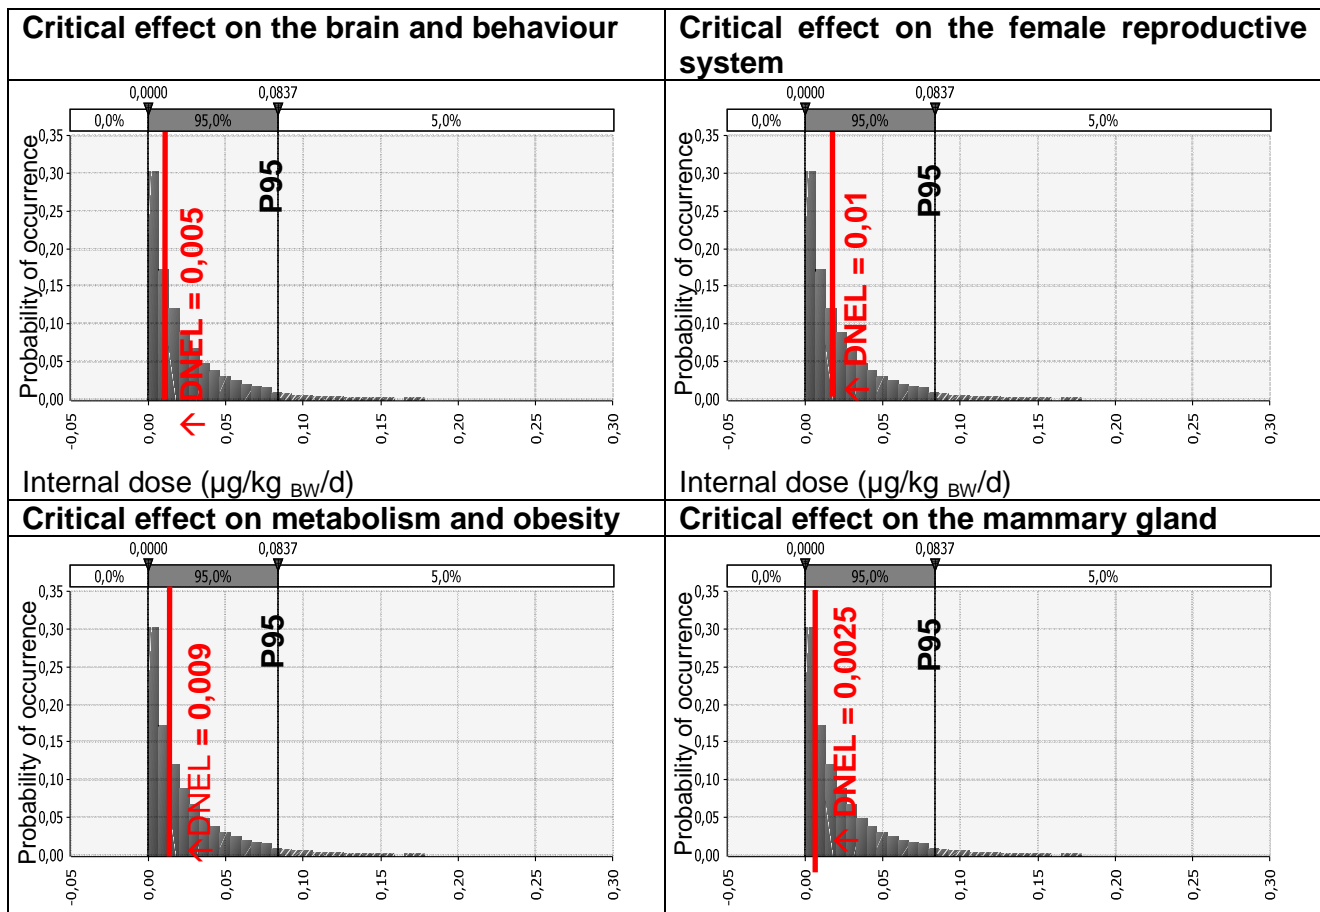 Critical effect on the brain and behaviour
0,0000 0,0837
0,0% 95,0% 5,0%
Probability of occurrence
0,35
0,30
0,25
0,20
0,15
0,10
0,05
0,00
DNEL = 0,005
P95
-0,05 0,00 0,05 0,10 0,15 0,20 0,25 0,30
Internal dose (µg/kg BW/d)
Critical effect on the female reproductive
system
0,0000 0,0837
0,0% 95,0% 5,0%
Probability of occurrence
0,35
0,30
0,25
0,20
0,15
0,10
0,05
0,00
← DNEL = 0,01
P95
-0,05 0,00 0,05 0,10 0,15 0,20 0,25 0,30
Internal dose (µg/kg BW/d)
Critical effect on metabolism and obesity
0,0000 0,0837
0,0% 95,0% 5,0%
Probability of occurrence
0,35
0,30
0,25
0,20
0,15
0,10
0,05
0,00
←DNEL = 0,009
P95
-0,05 0,00 0,05 0,10 0,15 0,20 0,25 0,30
Critical effect on the mammary gland
0,0000 0,0837
0,0% 95,0% 5,0%
Probability of occurrence
0,35
0,30
0,25
0,20
0,15
0,10
0,05
0,00
← DNEL = 0,0025
P95
-0,05 0,00 0,05 0,10 0,15 0,20 0,25 0,30